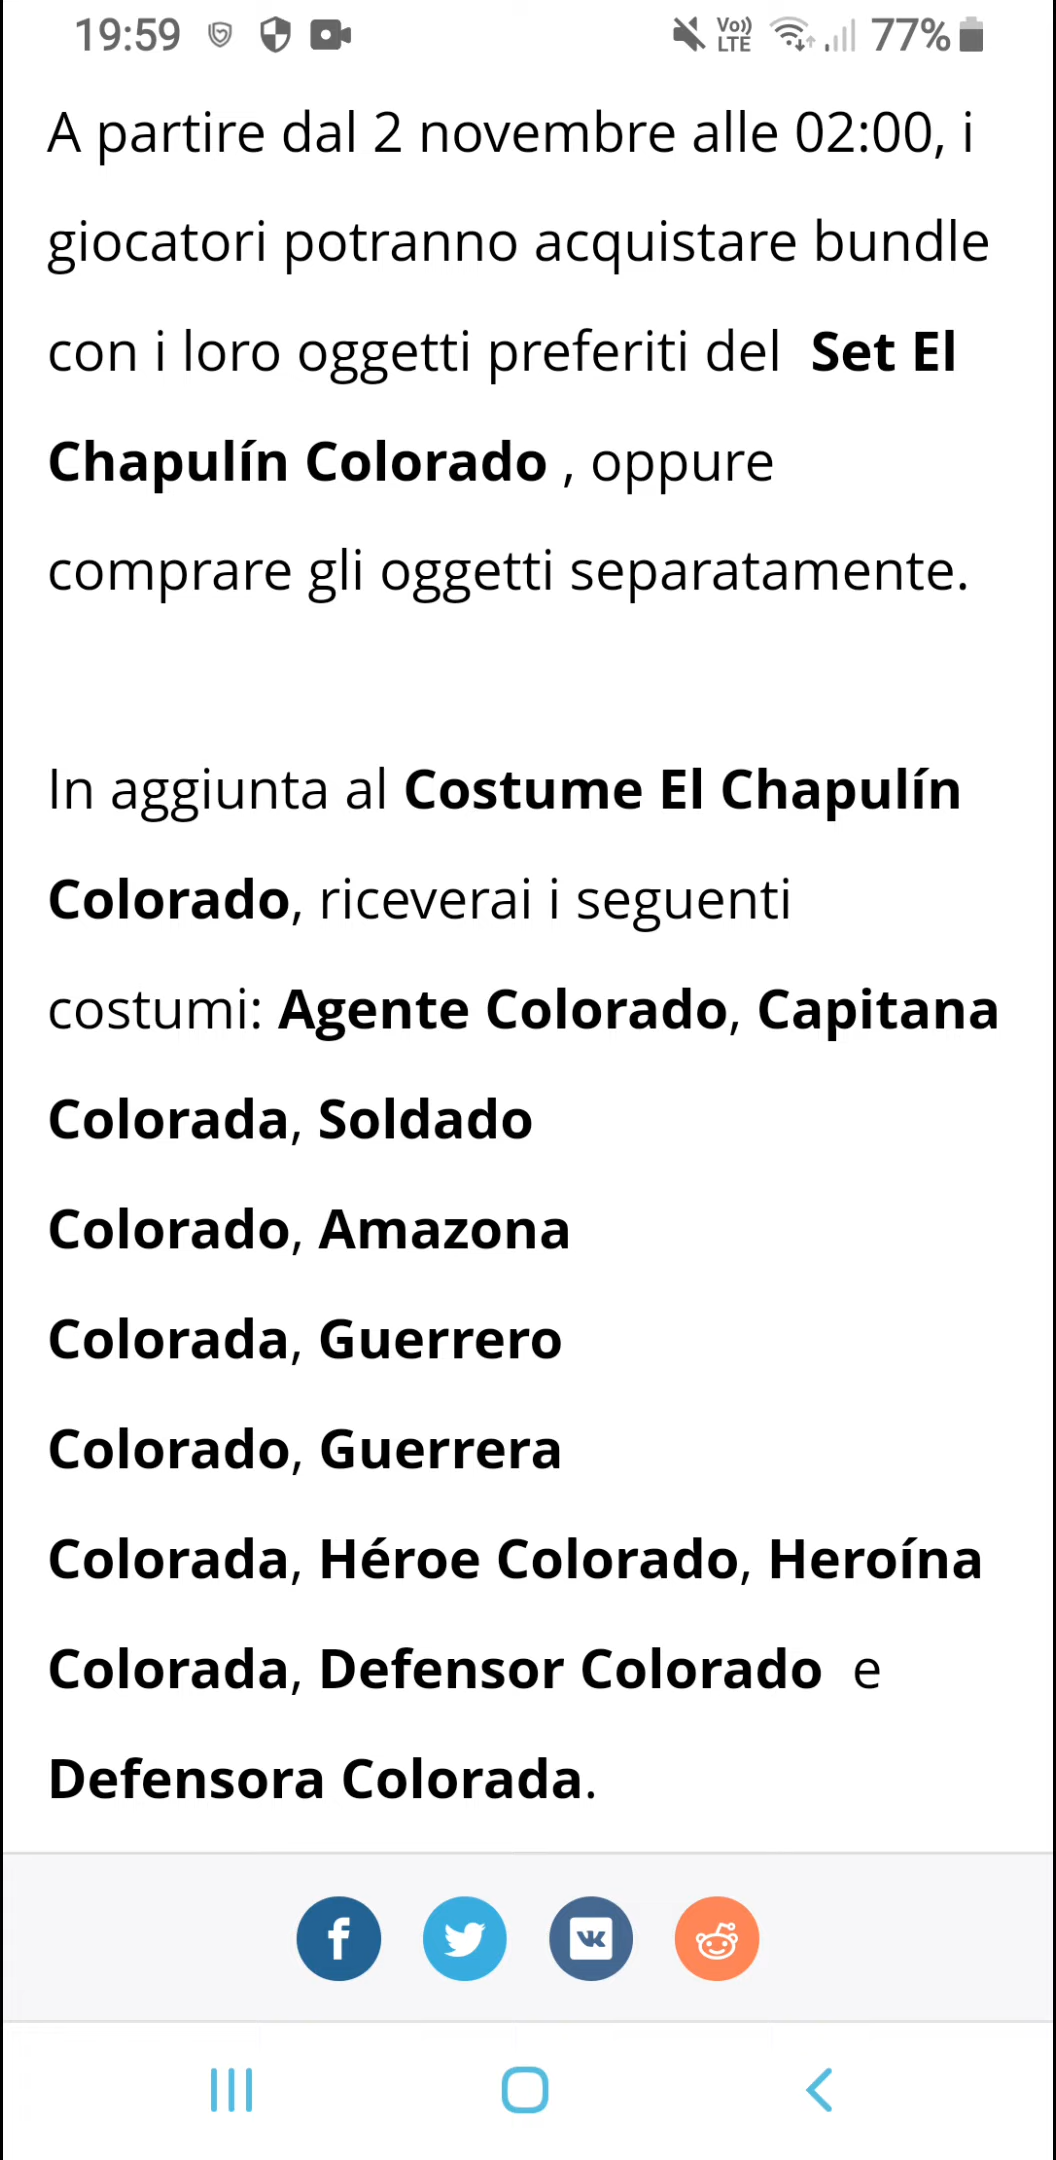 19:59 Vo)) LTE 77%
A partire dal 2 novembre alle 02:00, i
giocatori potranno acquistare bundle
con i loro oggetti preferiti del Set El
Chapulín Colorado , oppure
comprare gli oggetti separatamente.
In aggiunta al Costume El Chapulín
Colorado, riceverai i seguenti
costumi: Agente Colorado, Capitana
Colorada, Soldado
Colorado, Amazona
Colorada, Guerrero
Colorado, Guerrera
Colorada, Héroe Colorado, Heroína
Colorada, Defensor Colorado e
Defensora Colorada.